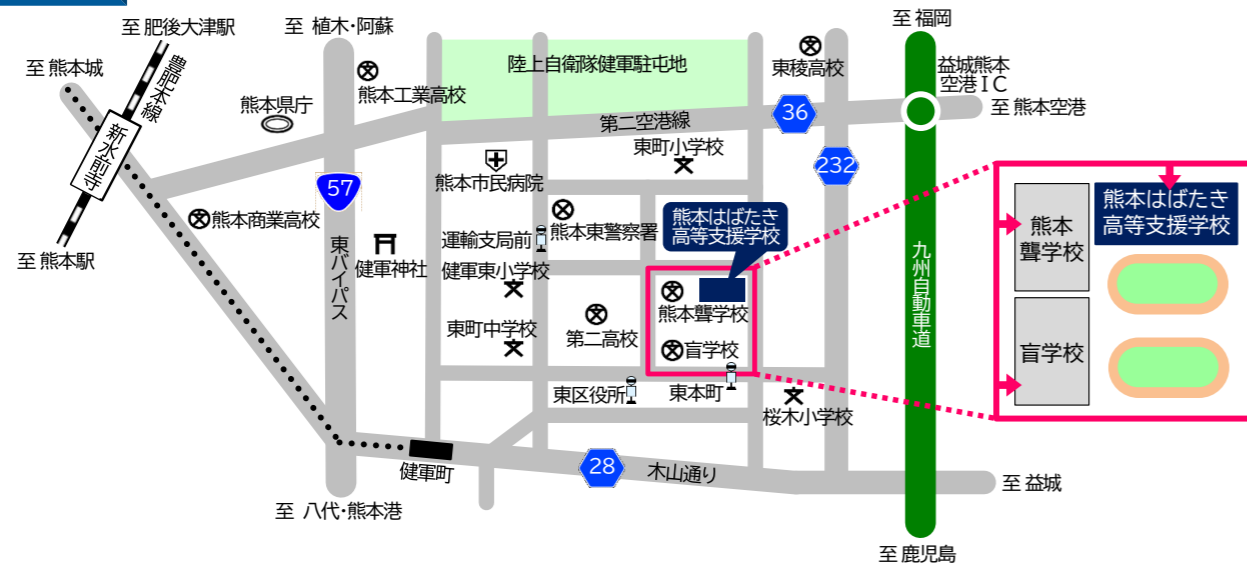 至 肥後大津駅
至 植木・阿蘇
至 福岡
豊肥本線
陸上自衛隊健軍駐屯地
東稜高校
益城熊本
空港IC
至 熊本城
熊本県庁
熊本工業高校
36
至 熊本空港
新水前寺
第二空港線
東町小学校
232
57
熊本市民病院
熊本はばたき
高等支援学校
熊本商業高校
運輸支局前
熊本東警察署
至 熊本駅
東バイパス
健軍神社
健軍東小学校
九州自動車道
熊本
聾学校
熊本はばたき
高等支援学校
盲学校
熊本聾学校
東町中学校
第二高校
盲学校
東区役所
東本町
桜木小学校
健軍町
28
木山通り
至 益城
至 八代・熊本港
至 鹿児島